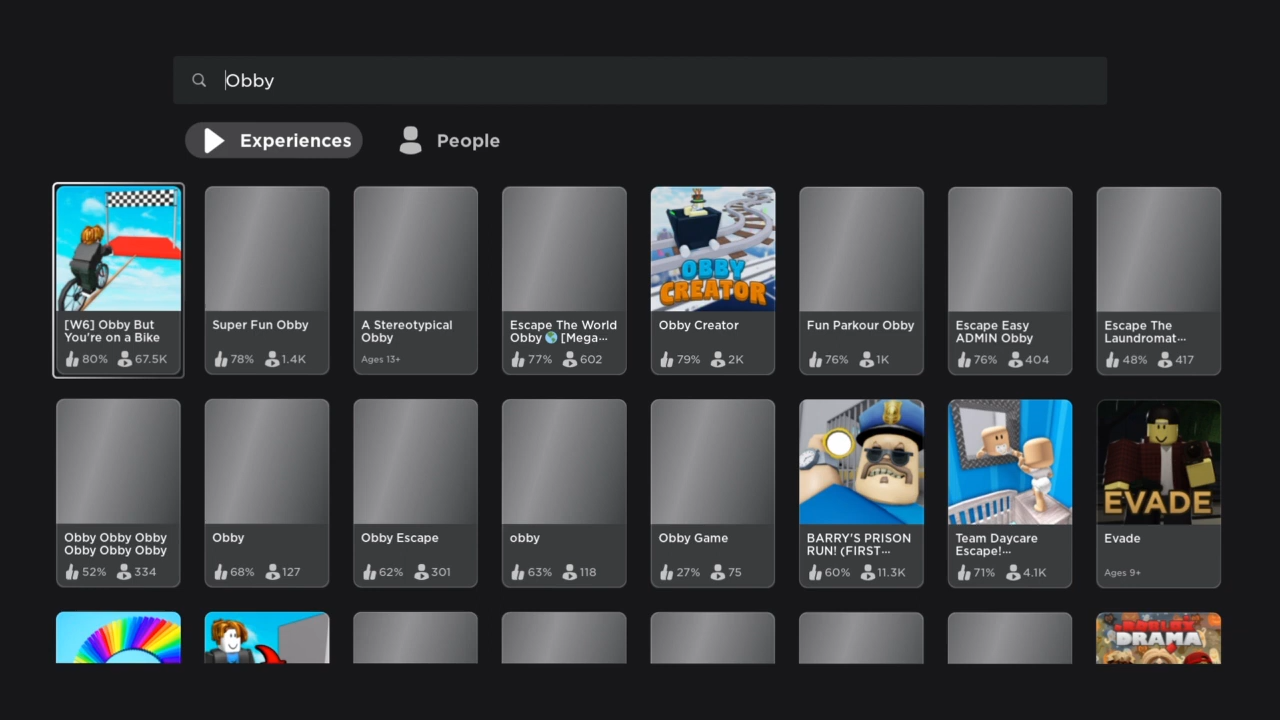 Obby
Experiences
People
OBBY
CREATOR
[W6] Obby But
You're on a Bike
80% 67.5K
Super Fun Obby
78% 1.4K
A Stereotypical
Obby
Ages 13+
Escape The World
Obby 🌎 [Mega...
77% 602
Obby Creator
79% 2K
Fun Parkour Obby
76% 1K
Escape Easy
ADMIN Obby
76% 404
Escape The
Laundromat...
48% 417
EVADE
Obby Obby Obby
Obby Obby Obby
52% 334
Obby
68% 127
Obby Escape
62% 301
obby
63% 118
Obby Game
27% 75
BARRY'S PRISON
RUN! (FIRST...
60% 11.3K
Team Daycare
Escape!...
71% 4.1K
Evade
Ages 9+
ROBLOX
DRAMA